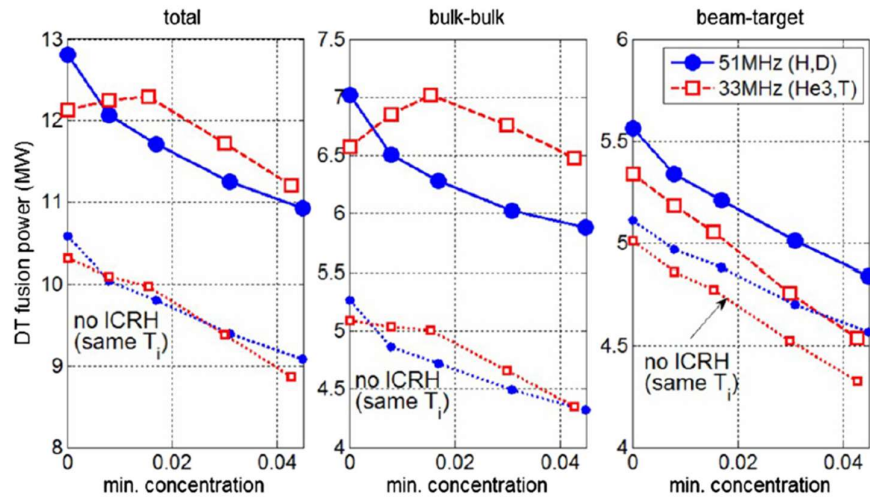 total
bulk-bulk
beam-target
DT fusion power (MW)
13
12
11
10
9
8
no ICRH
(same Ti)
0
0.02
0.04
min. concentration
7.5
7
6.5
6
5.5
5
4.5
4
no ICRH
(same Ti)
0
0.02
0.04
min. concentration
6
5.5
5
4.5
4
51MHz (H,D)
33MHz (He3,T)
no ICRH
(same Ti)
0
0.02
0.04
min. concentration